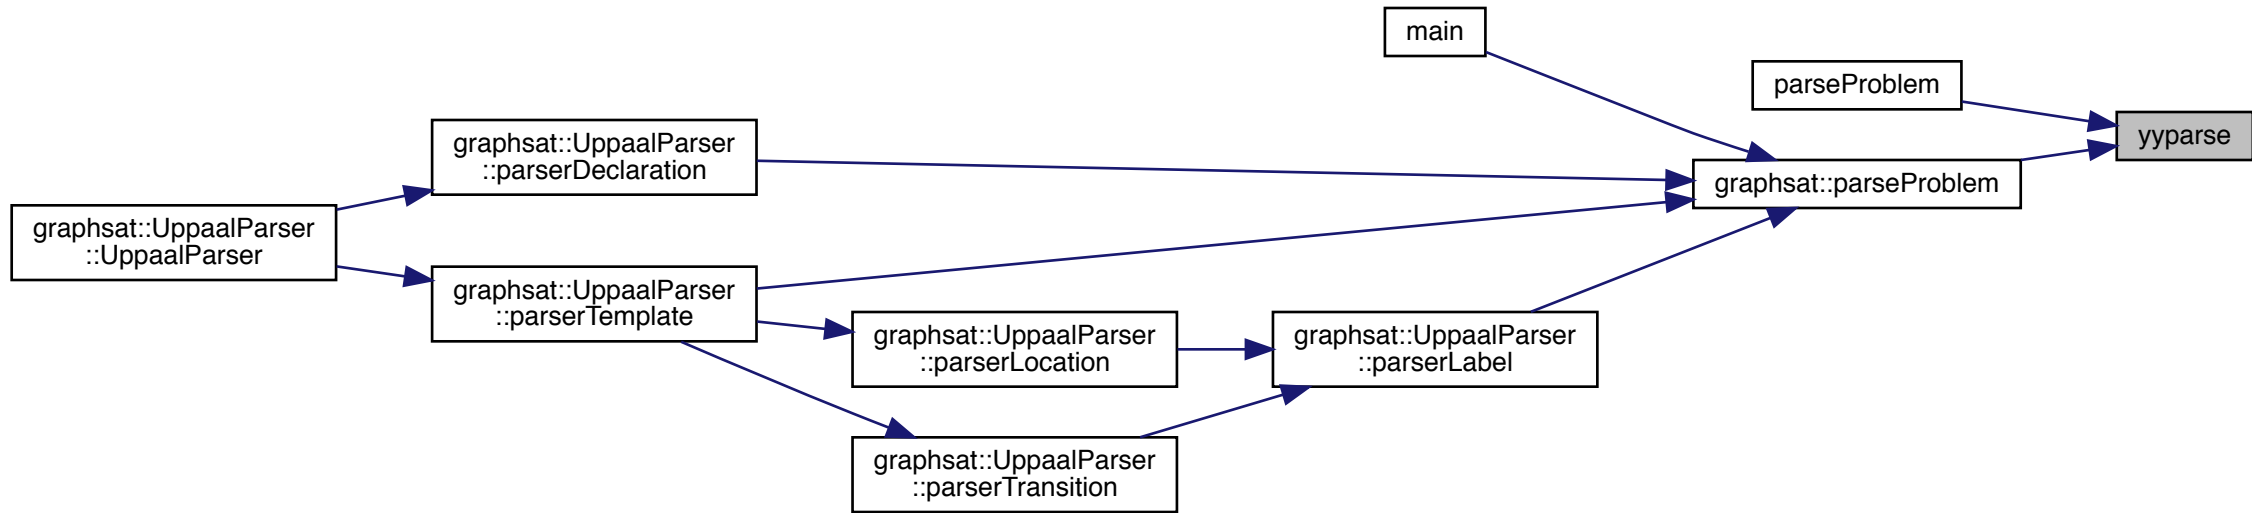 main
parseProblem
yyparse
graphsat::UppaalParser
::parserDeclaration
graphsat::parseProblem
graphsat::UppaalParser
::UppaalParser
graphsat::UppaalParser
::parserTemplate
graphsat::UppaalParser
::parserLocation
graphsat::UppaalParser
::parserLabel
graphsat::UppaalParser
::parserTransition